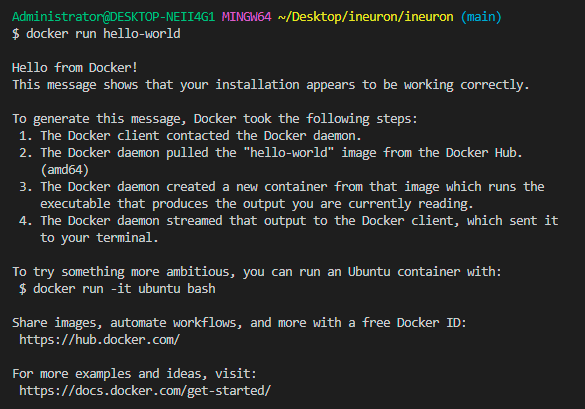 Administrator@DESKTOP-NEII4G1 MINGW64 ~/Desktop/ineuron/ineuron (main)
$ docker run hello-world

Hello from Docker!
This message shows that your installation appears to be working correctly.

To generate this message, Docker took the following steps:
 1. The Docker client contacted the Docker daemon.
 2. The Docker daemon pulled the "hello-world" image from the Docker Hub.
    (amd64)
 3. The Docker daemon created a new container from that image which runs the
    executable that produces the output you are currently reading.
 4. The Docker daemon streamed that output to the Docker client, which sent it
    to your terminal.

To try something more ambitious, you can run an Ubuntu container with:
 $ docker run -it ubuntu bash

Share images, automate workflows, and more with a free Docker ID:
 https://hub.docker.com/

For more examples and ideas, visit:
 https://docs.docker.com/get-started/